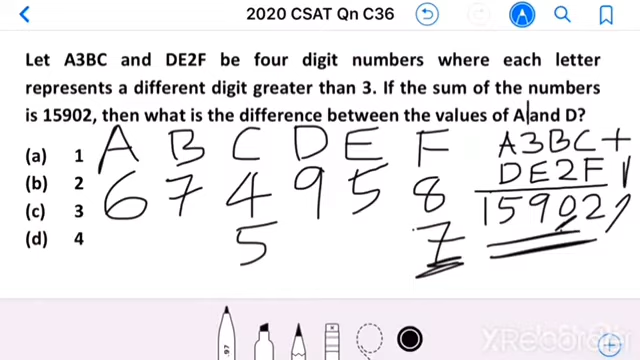 2020 CSAT Qn C36
Let A3BC and DE2F be four digit numbers where each letter
represents a different digit greater than 3. If the sum of the numbers
is 15902, then what is the difference between the values of A and D?
(a) 1
(b) 2
(c) 3
(d) 4
A B C D E F
6 7 4 9 5 8
5 7
A3BC +
DE2F
15902
.97
XRecorder